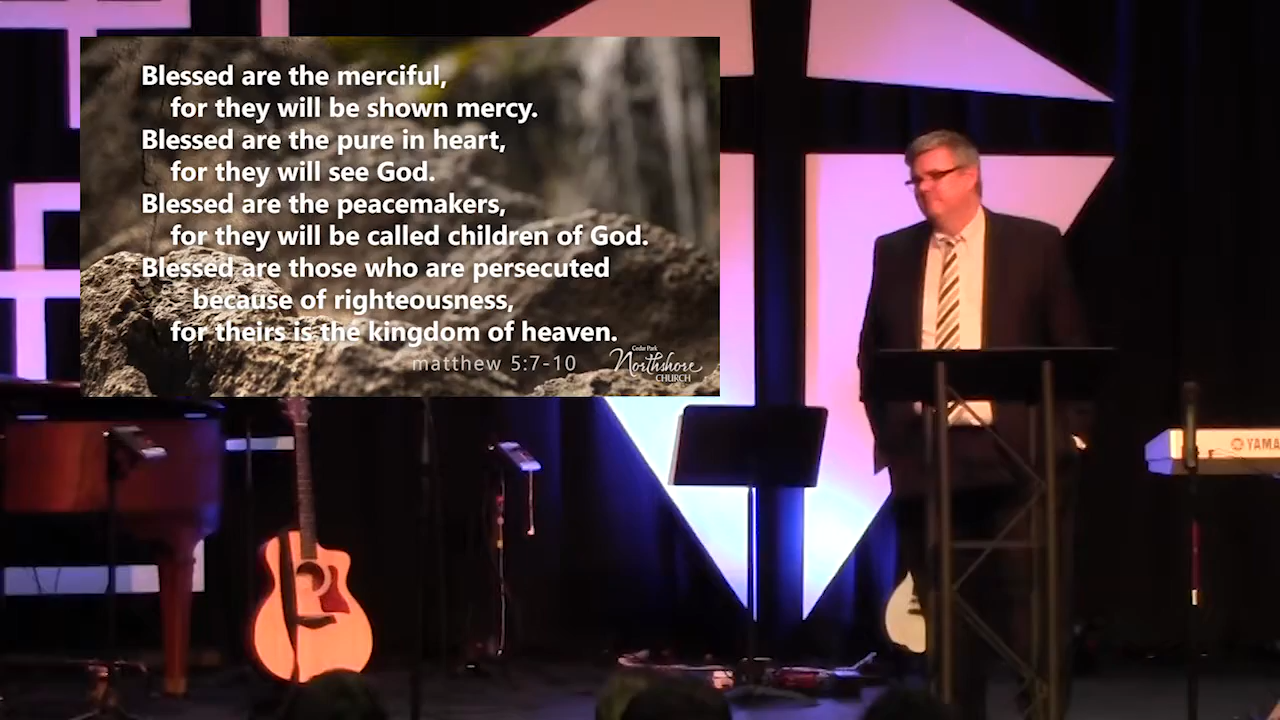 Blessed are the merciful,
for they will be shown mercy.
Blessed are the pure in heart,
for they will see God.
Blessed are the peacemakers,
for they will be called children of God.
Blessed are those who are persecuted
because of righteousness,
for theirs is the kingdom of heaven.
matthew 5:7-10
Cedar Park
Northshore
CHURCH
YAMA